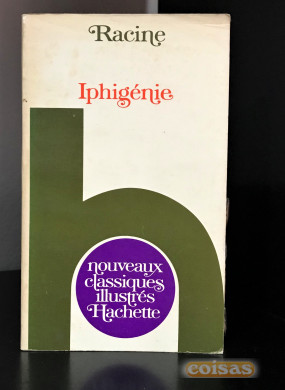 Racine
Iphigénie
nouveaux
classiques
illustrés
Hachette
coisas